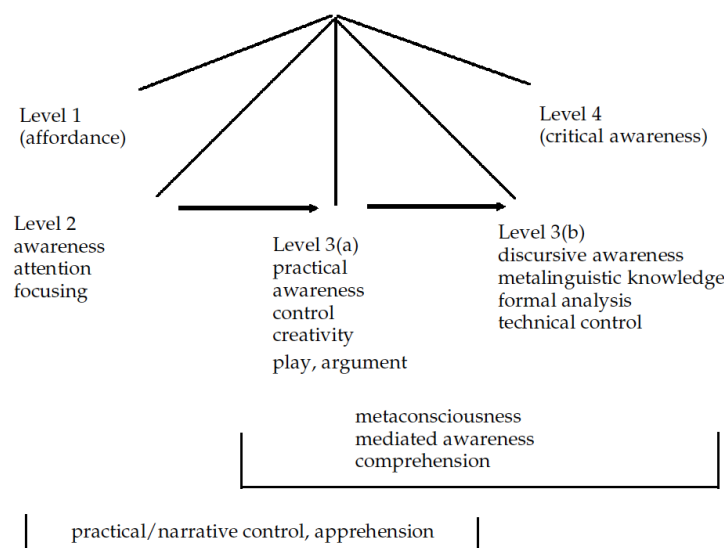 Level 1
(affordance)
Level 4
(critical awareness)
Level 2
awareness
attention
focusing
Level 3(a)
practical
awareness
control
creativity
play, argument
Level 3(b)
discursive awareness
metalinguistic knowledge
formal analysis
technical control
metaconsciousness
mediated awareness
comprehension
practical/narrative control, apprehension